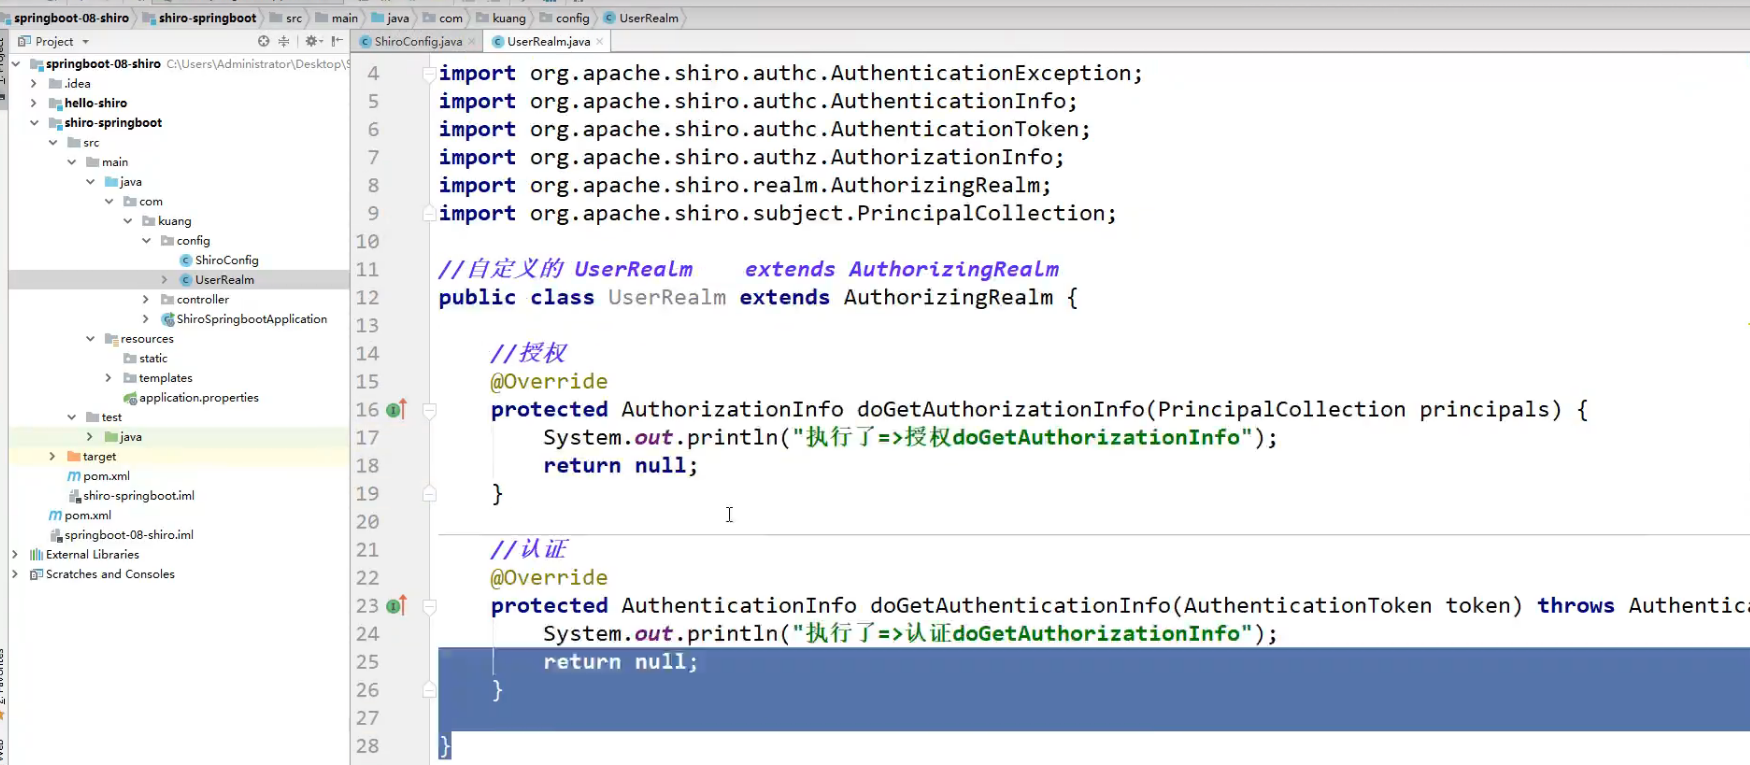 springboot-08-shiro shiro-springboot src main java com kuang config UserRealm
Project
ShiroConfig.java UserRealm.java
springboot-08-shiro C:\Users\Administrator\Desktop\S
.idea
hello-shiro
shiro-springboot
src
main
java
com
kuang
config
ShiroConfig
UserRealm
controller
ShiroSpringbootApplication
resources
static
templates
application.properties
test
java
target
pom.xml
shiro-springboot.iml
pom.xml
springboot-08-shiro.iml
External Libraries
Scratches and Consoles
4 import org.apache.shiro.authc.AuthenticationException;
5 import org.apache.shiro.authc.AuthenticationInfo;
6 import org.apache.shiro.authc.AuthenticationToken;
7 import org.apache.shiro.authz.AuthorizationInfo;
8 import org.apache.shiro.realm.AuthorizingRealm;
9 import org.apache.shiro.subject.PrincipalCollection;
10
11 //自定义的 UserRealm extends AuthorizingRealm
12 public class UserRealm extends AuthorizingRealm {
13
14 //授权
15 @Override
16 protected AuthorizationInfo doGetAuthorizationInfo(PrincipalCollection principals) {
17 System.out.println("执行了=>授权doGetAuthorizationInfo");
18 return null;
19 }
20
21 //认证
22 @Override
23 protected AuthenticationInfo doGetAuthenticationInfo(AuthenticationToken token) throws Authentica
24 System.out.println("执行了=>认证doGetAuthorizationInfo");
25 return null;
26 }
27
28 }